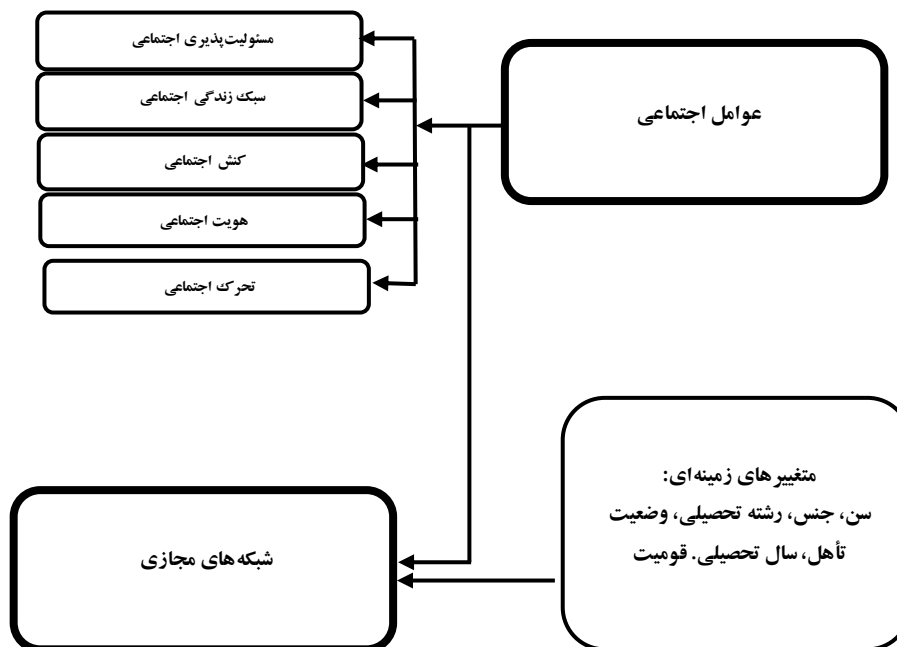 مسئولیت‌پذیری اجتماعی
سبک زندگی اجتماعی
عوامل اجتماعی
کنش اجتماعی
هویت اجتماعی
تحرک اجتماعی
متغییرهای زمینه‌ای:
سن، جنس، رشته تحصیلی، وضعیت
تأهل، سال تحصیلی. قومیت
شبکه‌های مجازی